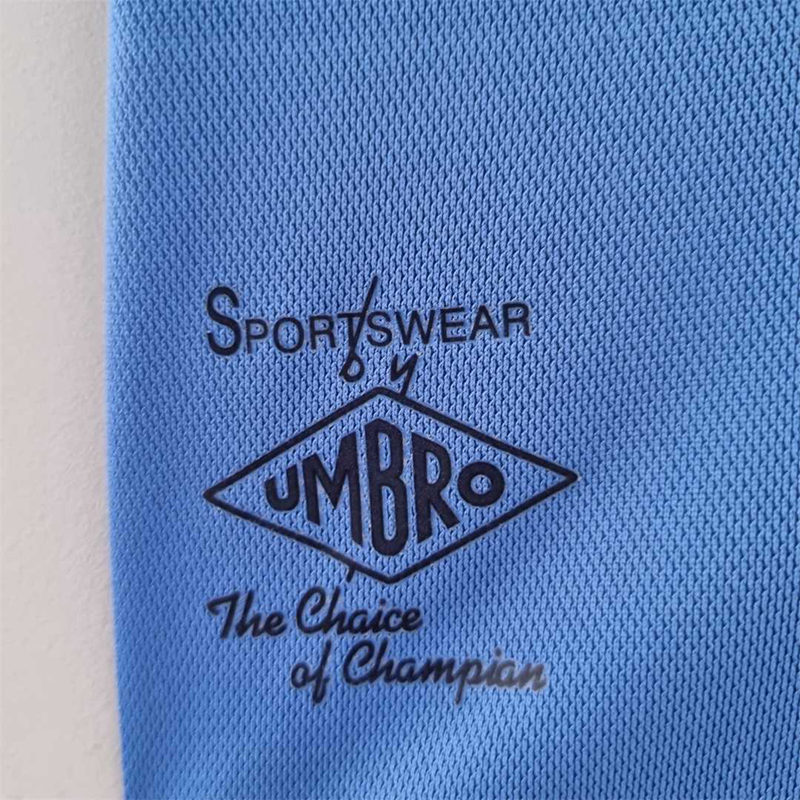 SPORTSWEAR
by
UMBRO
The Chaice
of Champian